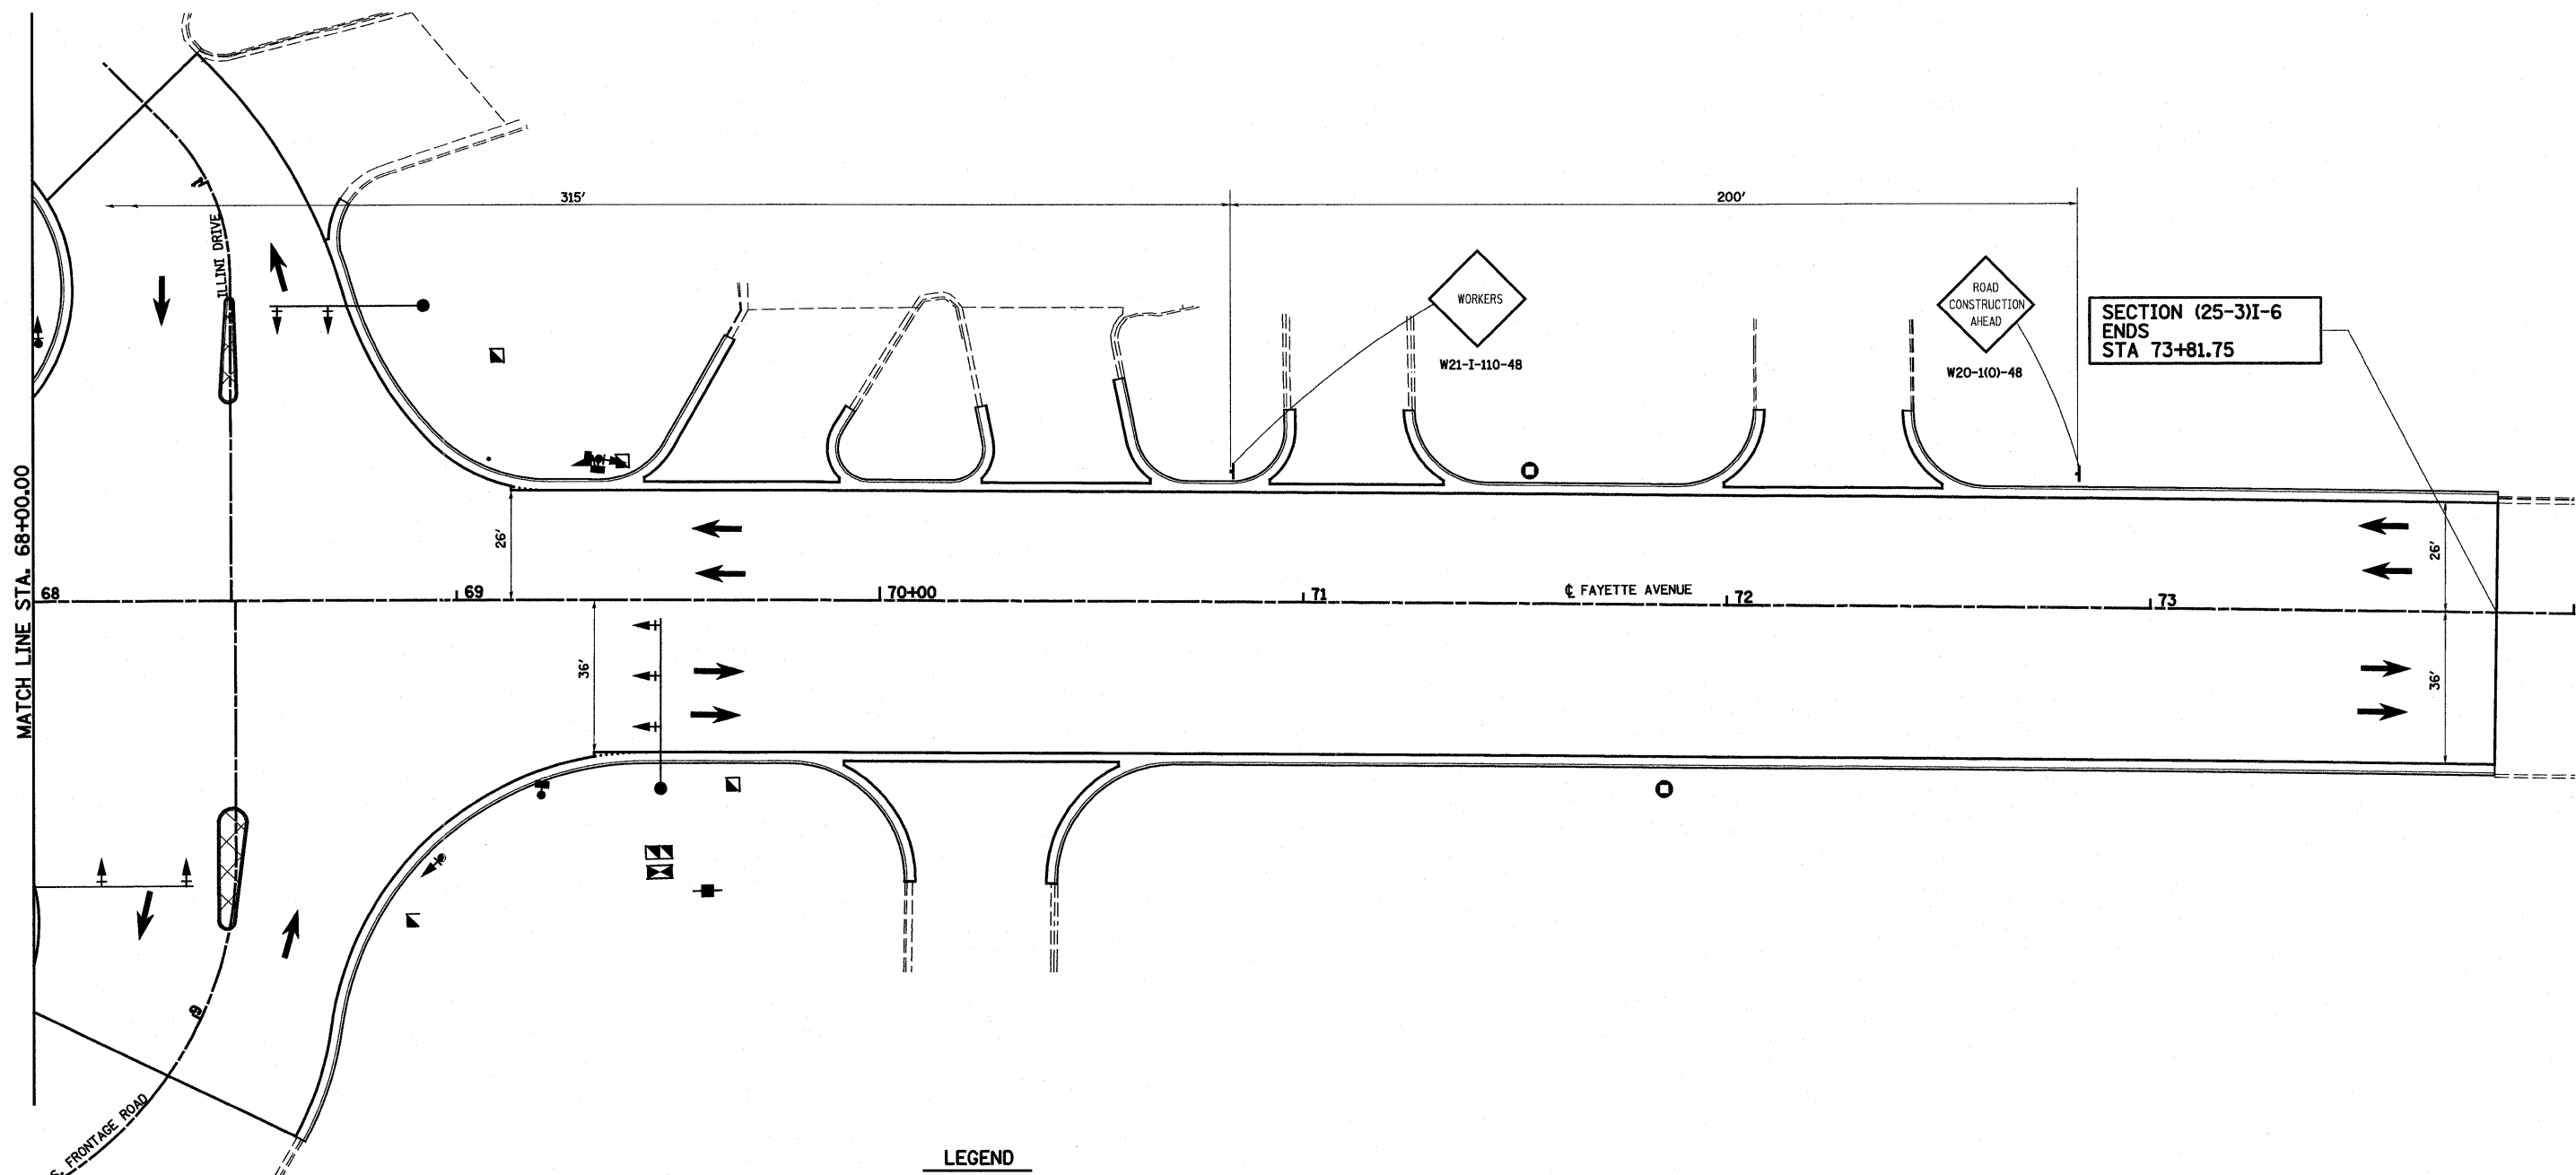 315'
200'
ILLINI DRIVE
WORKERS
W21-I-110-48
ROAD
CONSTRUCTION
AHEAD
W20-1(O)-48
SECTION (25-3)I-6
ENDS
STA 73+81.75
MATCH LINE STA. 68+00.00
26'
26'
68
69
70+00
71
℄ FAYETTE AVENUE
72
73
36'
36'
9
S. FRONTAGE ROAD
LEGEND